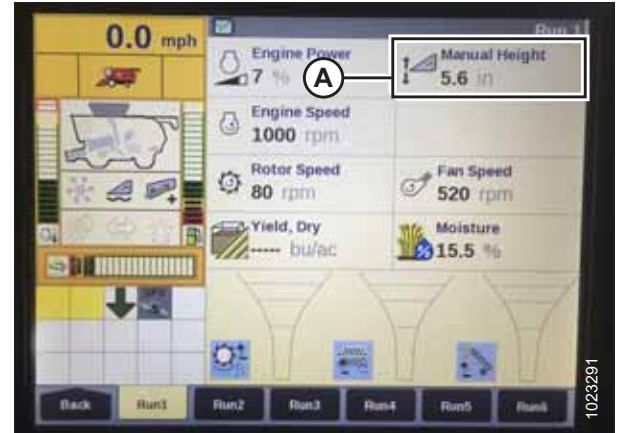 0.0 mph
Run 1
Engine Power
7 %
A
Manual Height
5.6 in
Engine Speed
1000 rpm
Rotor Speed
80 rpm
Fan Speed
520 rpm
Yield, Dry
----- bu/ac
Moisture
15.5 %
Back Run1 Run2 Run3 Run4 Run5 Run6
1023291